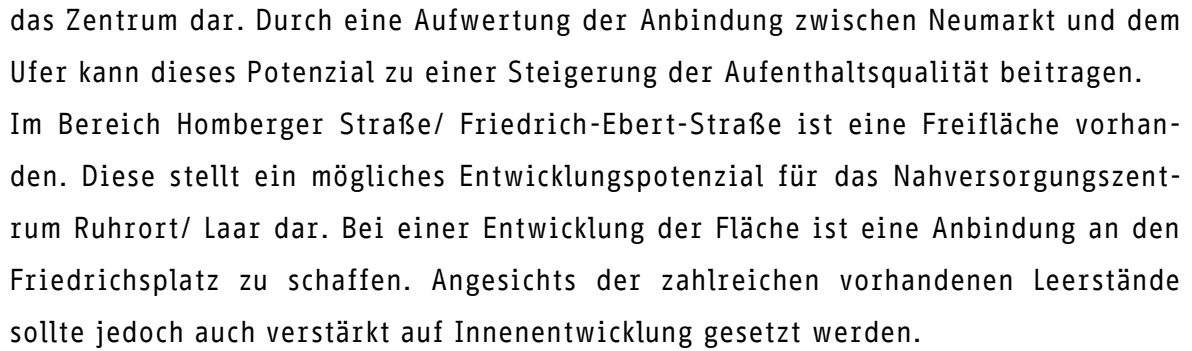 das Zentrum dar. Durch eine Aufwertung der Anbindung zwischen Neumarkt und dem
Ufer kann dieses Potenzial zu einer Steigerung der Aufenthaltsqualität beitragen.
Im Bereich Homberger Straße/ Friedrich-Ebert-Straße ist eine Freifläche vorhan-
den. Diese stellt ein mögliches Entwicklungspotenzial für das Nahversorgungszent-
rum Ruhrort/ Laar dar. Bei einer Entwicklung der Fläche ist eine Anbindung an den
Friedrichsplatz zu schaffen. Angesichts der zahlreichen vorhandenen Leerstände
sollte jedoch auch verstärkt auf Innenentwicklung gesetzt werden.